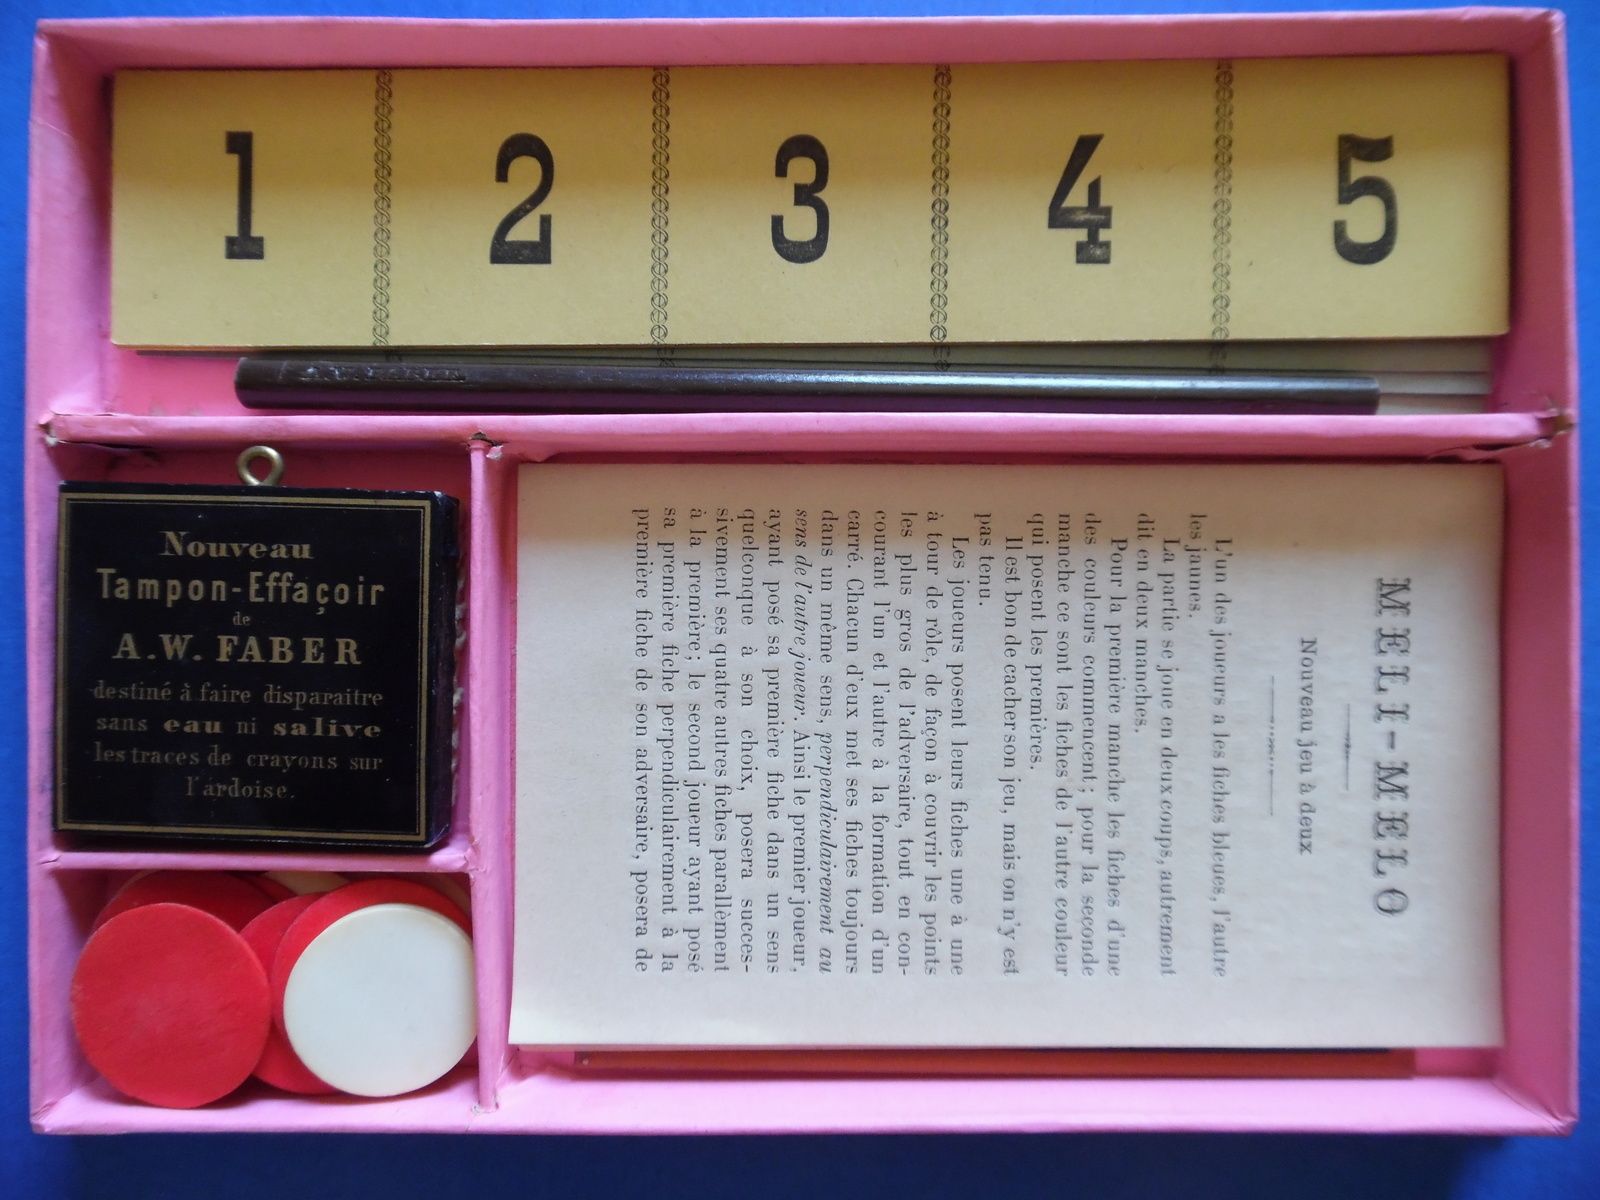 1 2 3 4 5
Nouveau
Tampon-Effaçoir
de
A.W. FABER
destiné à faire disparaitre
sans eau ni salive
les traces de crayons sur
l'ardoise.
MELI-MELO
Nouveau jeu à deux
L'un des joueurs a les fiches bleues, l'autre
les jaunes.
La partie se joue en deux coups, autrement
dit en deux manches.
Pour la première manche les fiches d'une
des couleurs commencent ; pour la seconde
manche ce sont les fiches de l'autre couleur
qui posent les premières.
Il est bon de cacher son jeu, mais on n'y est
pas tenu.
Les joueurs posent leurs fiches une à une
à tour de rôle, de façon à couvrir les points
les plus gros de l'adversaire, tout en con-
courant l'un et l'autre à la formation d'un
carré. Chacun d'eux met ses fiches toujours
dans un même sens, perpendiculairement au
sens de l'autre joueur. Ainsi le premier joueur,
ayant posé sa première fiche dans un sens
quelconque à son choix, posera succes-
sivement ses quatre autres fiches parallèment
à la première ; le second joueur ayant posé
sa première fiche perpendiculairement à la
première fiche de son adversaire, posera de